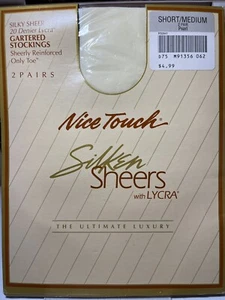 SILKY SHEER
20 Denier Lycra®
GARTERED
STOCKINGS
Sheerly Reinforced
Only Toe
2 PAIRS
SHORT/MEDIUM
Pearl
$4.99
Nice Touch®
Silken
Sheers
with LYCRA®
THE ULTIMATE LUXURY